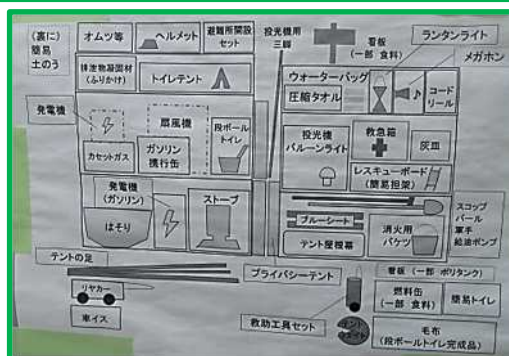 (裏に)
簡易
土のう
オムツ等
ヘルメット
避難所開設
セット
投光機用
三脚
看板
(一部 食料)
ランタンライト
メガホン
排泄物凝固材
(ふりかけ)
トイレテント
ウォーターバッグ
圧縮タオル
コード
リール
発電機
扇風機
カセットガス
ガソリン
携行缶
段ボール
トイレ
投光機
バルーンライト
救急箱
灰皿
レスキューボード
(簡易担架)
発電機
(ガソリン)
ストーブ
はそり
ブルーシート
テント屋根幕
消火用
バケツ
スコップ
バール
軍手
給油ポンプ
テントの足
プライバシーテント
看板 (一部 ポリタンク)
リヤカー
燃料缶
(一部 食料)
簡易トイレ
車イス
救助工具セット
テント
ウエイト
毛布
(段ボールトイレ完成品)